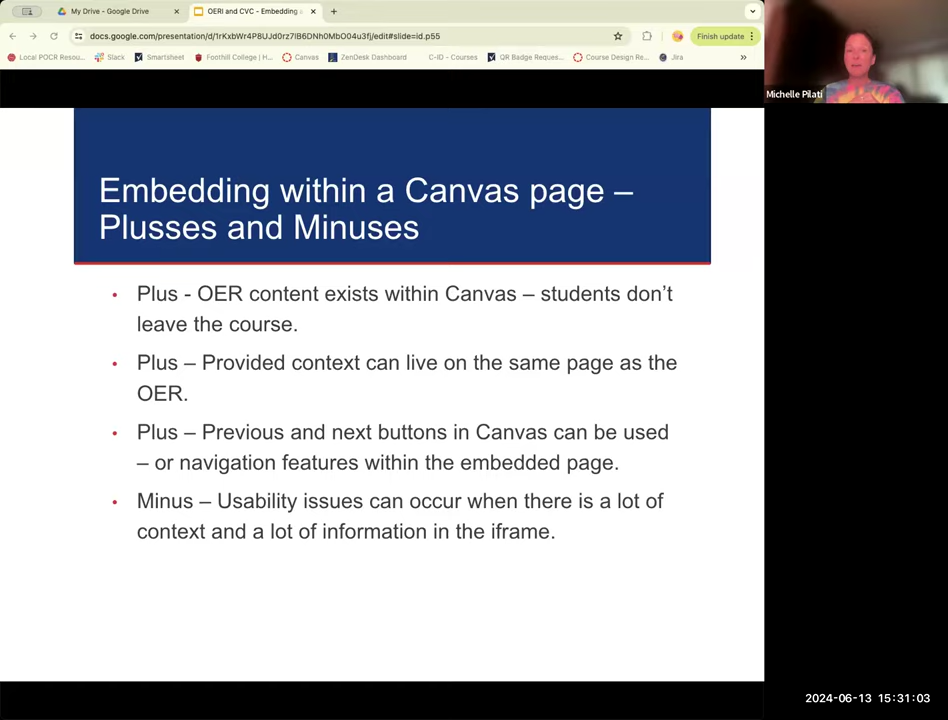 My Drive - Google Drive
OERI and CVC - Embedding
docs.google.com/presentation/d/1rKxbWr4P8UJd0rz7IB6DNh0MbO04u3fj/edit#slide=id.p55
Finish update
Local POCR Resou...
Slack
Smartsheet
Foothill College | H...
Canvas
ZenDesk Dashboard
C-ID - Courses
QR Badge Reques...
Course Design Re...
Jira
»
Michelle Pilati
Embedding within a Canvas page –
Plusses and Minuses
• Plus - OER content exists within Canvas – students don't
leave the course.
• Plus – Provided context can live on the same page as the
OER.
• Plus – Previous and next buttons in Canvas can be used
– or navigation features within the embedded page.
• Minus – Usability issues can occur when there is a lot of
context and a lot of information in the iframe.
2024-06-13 15:31:03